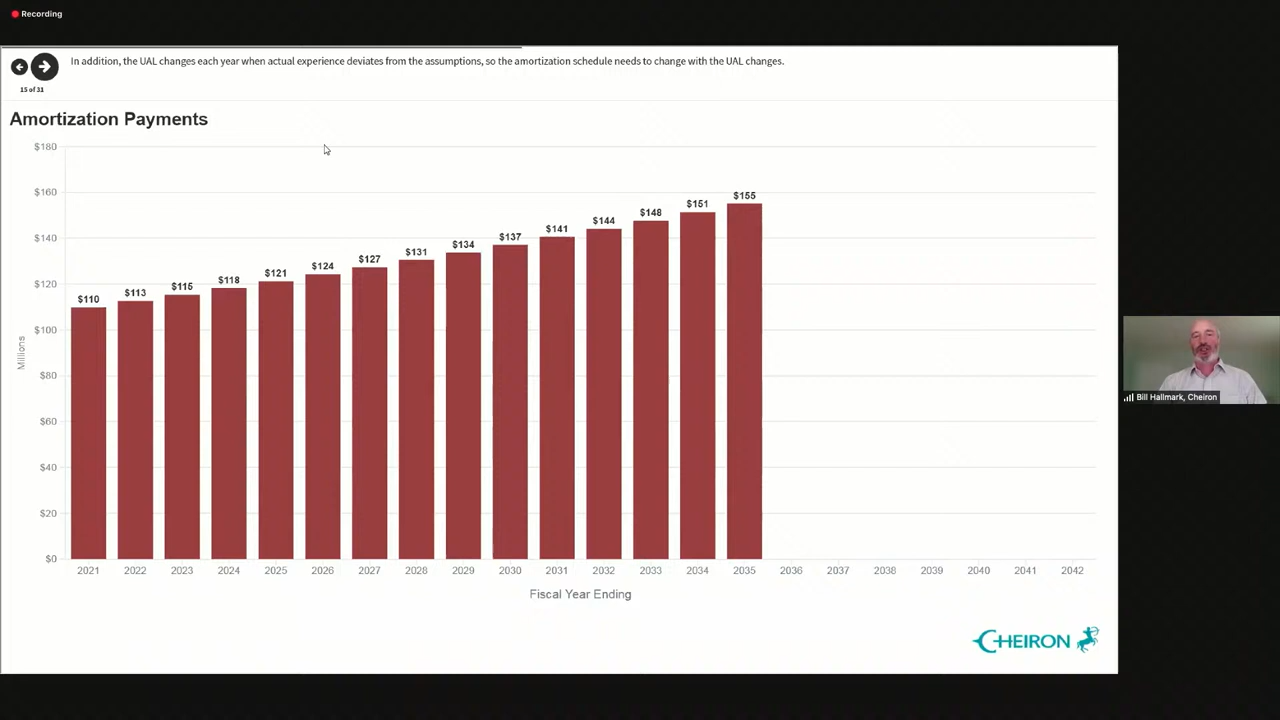 Recording
In addition, the UAL changes each year when actual experience deviates from the assumptions, so the amortization schedule needs to change with the UAL changes.
15 of 31
Amortization Payments
$180
$160
$140
$120
$100
$80
$60
$40
$20
$0
Millions
$110
$113
$115
$118
$121
$124
$127
$131
$134
$137
$141
$144
$148
$151
$155
2021 2022 2023 2024 2025 2026 2027 2028 2029 2030 2031 2032 2033 2034 2035 2036 2037 2038 2039 2040 2041 2042
Fiscal Year Ending
CHEIRON
Bill Hallmark, Cheiron